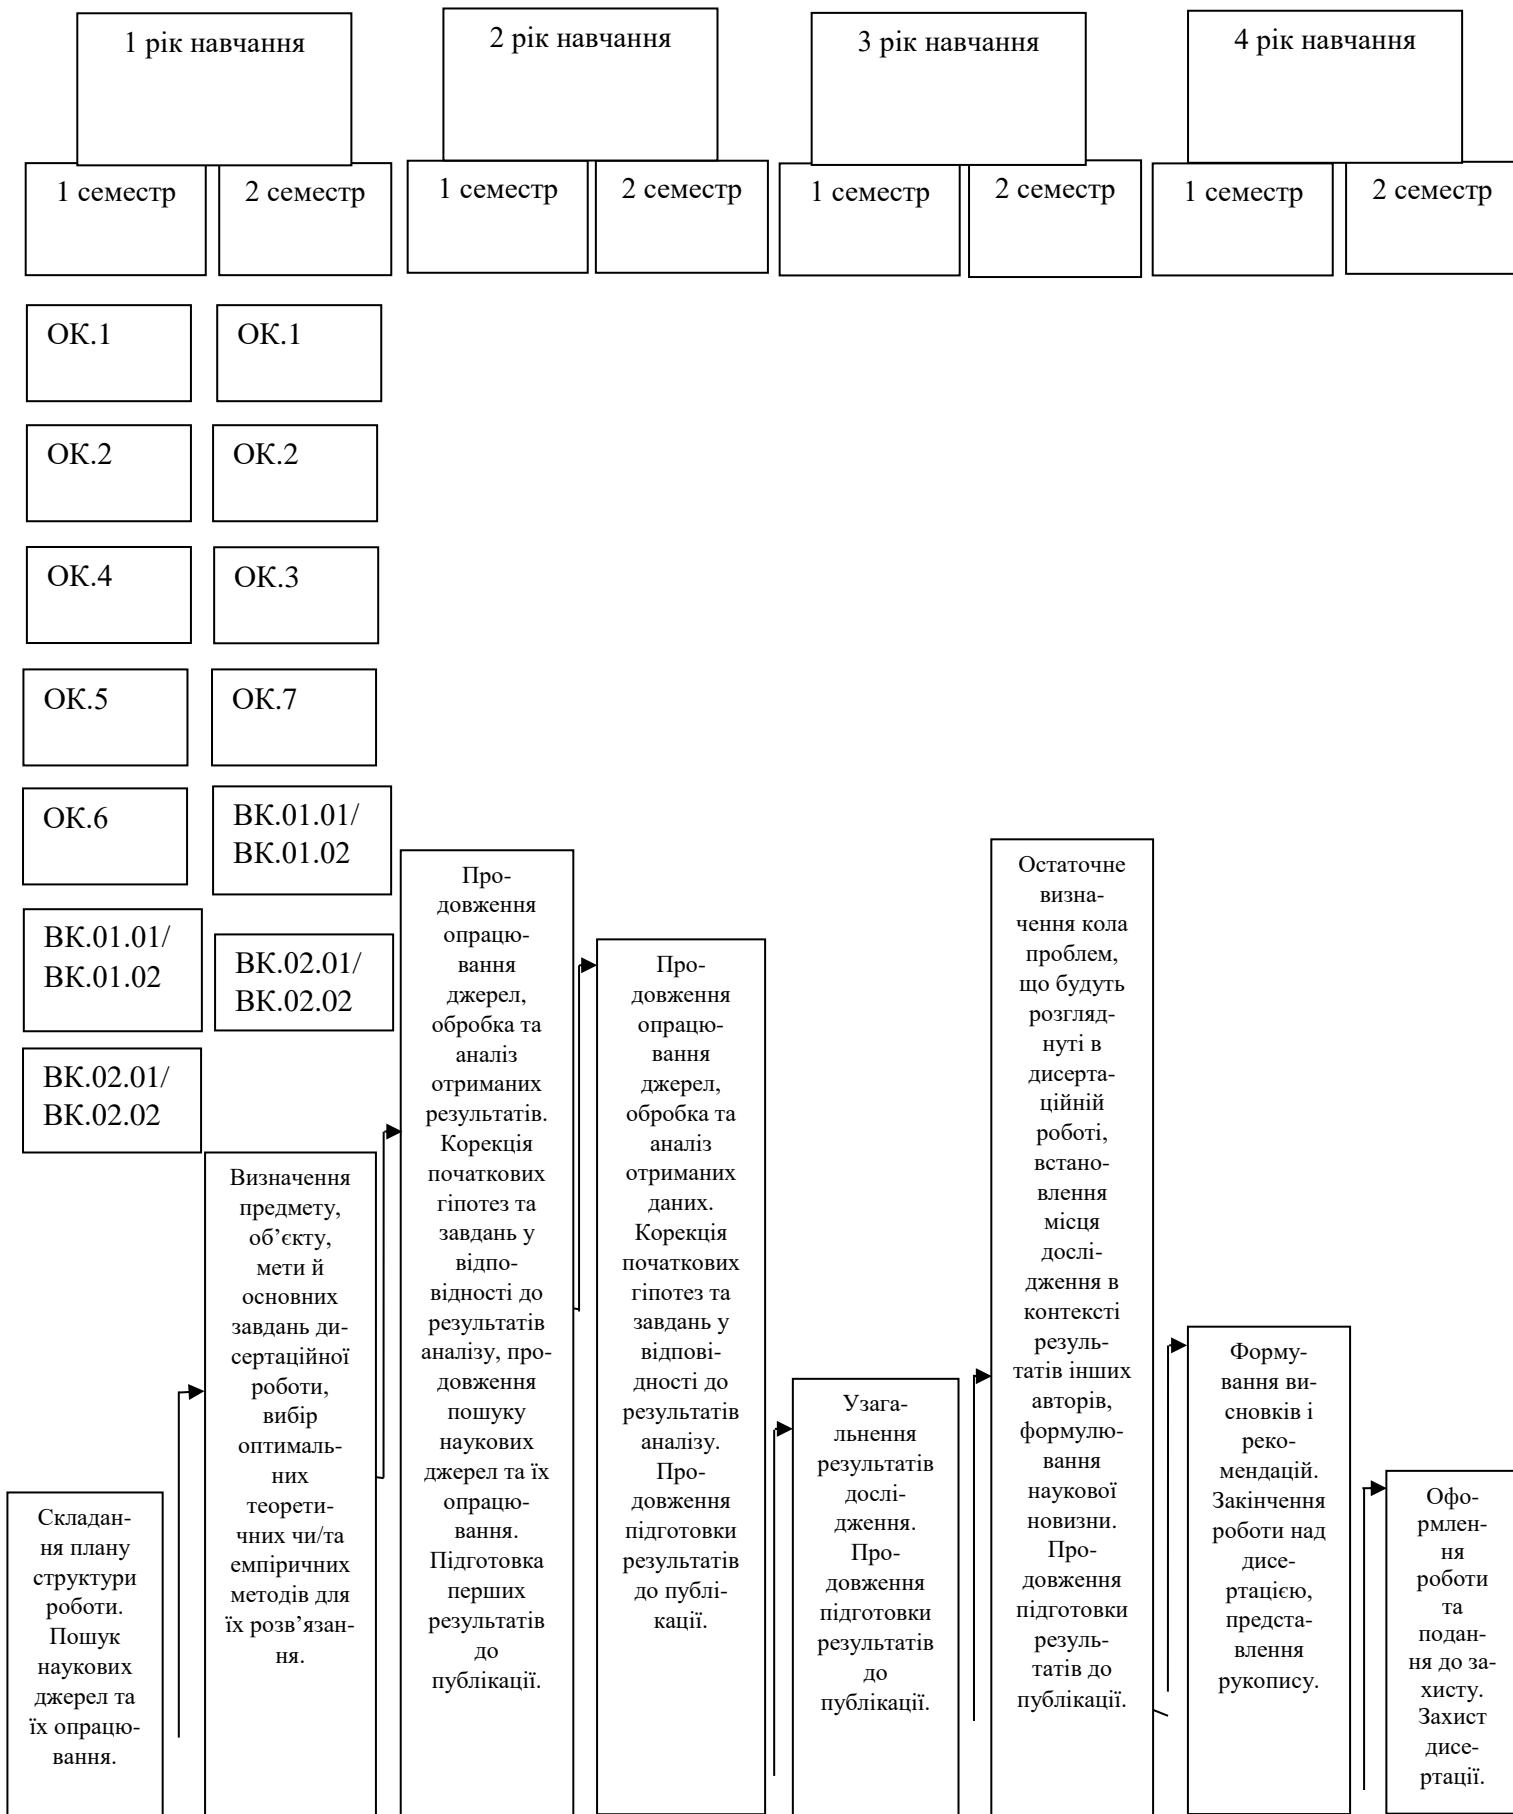 1 рік навчання
2 рік навчання
3 рік навчання
4 рік навчання
1 семестр
2 семестр
1 семестр
2 семестр
1 семестр
2 семестр
1 семестр
2 семестр
ОК.1
ОК.1
ОК.2
ОК.2
ОК.4
ОК.3
ОК.5
ОК.7
ОК.6
ВК.01.01/
ВК.01.02
ВК.01.01/
ВК.01.02
ВК.02.01/
ВК.02.02
ВК.02.01/
ВК.02.02
Складан-
ня плану
структури
роботи.
Пошук
наукових
джерел та
їх опрацю-
вання.
Визначення
предмету,
об’єкту,
мети й
основних
завдань ди-
сертаційної
роботи,
вибір
оптималь-
них
теорети-
чних чи/та
емпіричних
методів для
їх розв’язан-
ня.
Про-
довження
опрацю-
вання
джерел,
обробка та
аналіз
отриманих
результатів.
Корекція
початкових
гіпотез та
завдань у
відпо-
відності до
результатів
аналізу, про-
довження
пошуку
наукових
джерел та їх
опрацю-
вання.
Підготовка
перших
результатів
до
публікації.
Про-
довження
опрацю-
вання
джерел,
обробка та
аналіз
отриманих
даних.
Корекція
початкових
гіпотез та
завдань у
відпові-
дності до
результатів
аналізу.
Про-
довження
підготовки
результатів
до публі-
кації.
Узага-
льнення
результатів
дослі-
дження.
Про-
довження
підготовки
результатів
до
публікації.
Остаточне
визна-
чення кола
проблем,
що будуть
розгляд-
нуті в
дисерта-
ційній
роботі,
встано-
влення
місця
дослі-
дження в
контексті
резуль-
татів інших
авторів,
формулю-
вання
наукової
новизни.
Про-
довження
підготовки
резуль-
татів до
публікації.
Форму-
вання ви-
сновків і
реко-
мендацій.
Закінчення
роботи над
дисе-
ртацією,
предста-
влення
рукопису.
Офо-
рмлен-
ня
роботи
та
подан-
ня до за-
хисту.
Захист
дисе-
ртації.